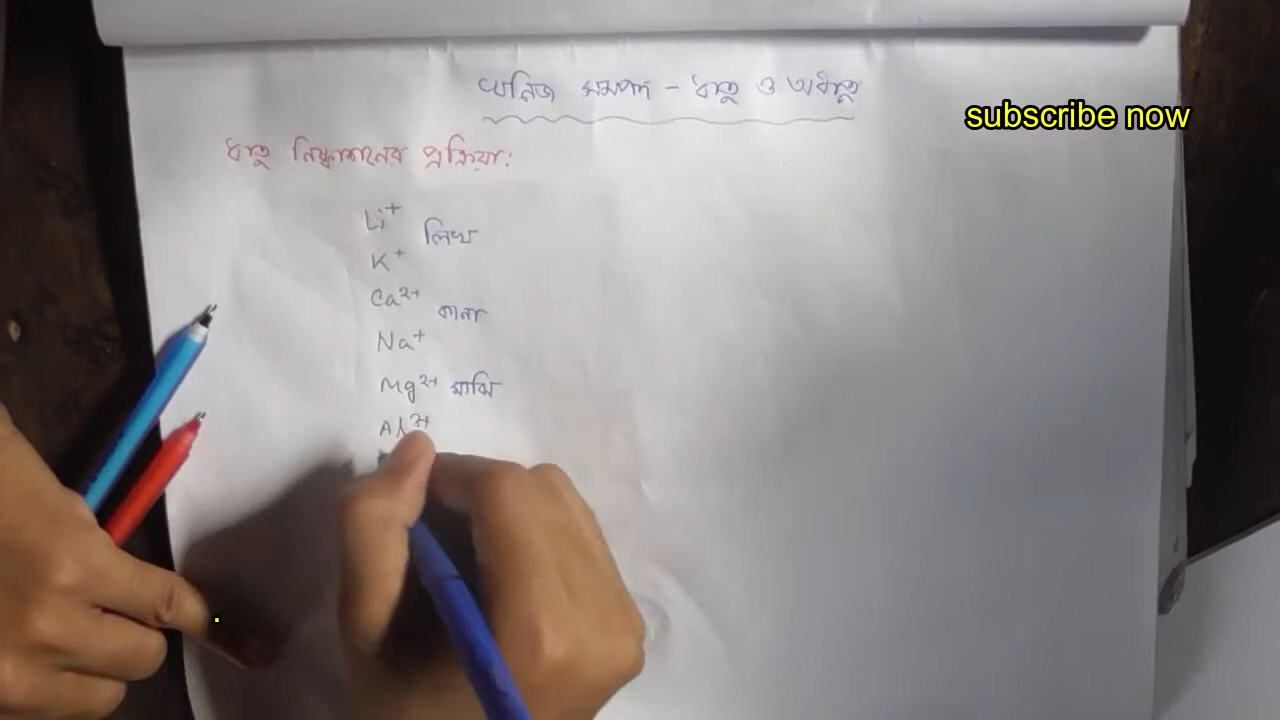 খনিজ সম্পদ - ধাতু ও অধাতু
subscribe now
ধাতু নিষ্কাশনের প্রক্রিয়া:
Li⁺
লিখ
K⁺
Ca²⁺
কানা
Na⁺
Mg²⁺ মাঝি
Al³⁺